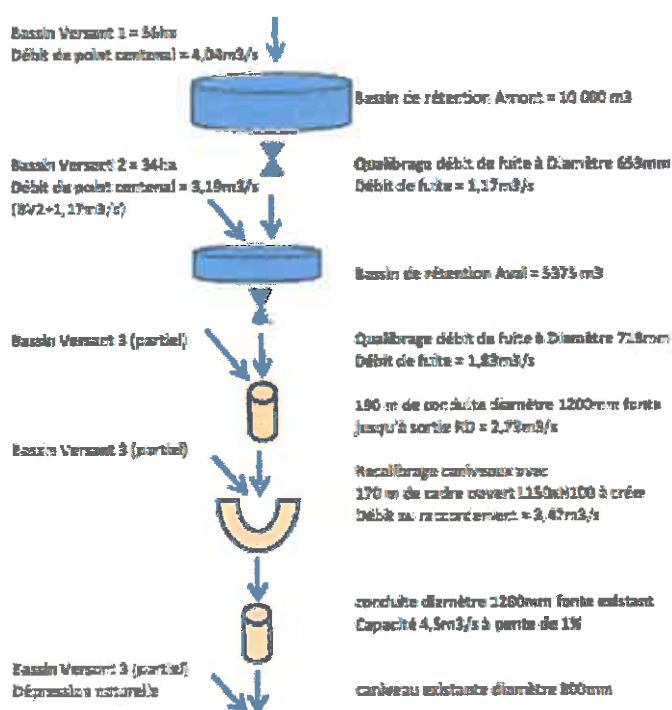 Bassin Versant 1 = 56ha
Débit de point centenal = 4,04m3/s
Bassin de rétention Amont = 10 000 m3
Bassin Versant 2 = 34ha
Débit de point centenal = 3,19m3/s
(BV2+1,17m3/s)
Qualibrage débit de fuite à Diamètre 653mm
Débit de fuite = 1,17m3/s
Bassin de rétention Aval = 5375 m3
Bassin Versant 3 (partiel)
Qualibrage débit de fuite à Diamètre
Débit de fuite = 1,83m3/s
190 m de conduite diamètre 1200mm fonte
jusqu'à sortie RD = 2,73m3/s
Bassin Versant 3 (partiel)
Recalibrage caniveaux avec
170 m de cadre ouvert L150xH100 à créer
Débit au raccordement = 3,47m3/s
conduite diamètre 1200mm fonte existant
Capacité 4,5m3/s à pente de 1%
Bassin Versant 3 (partiel)
Dépression naturelle
caniveau existante diamètre 800mm